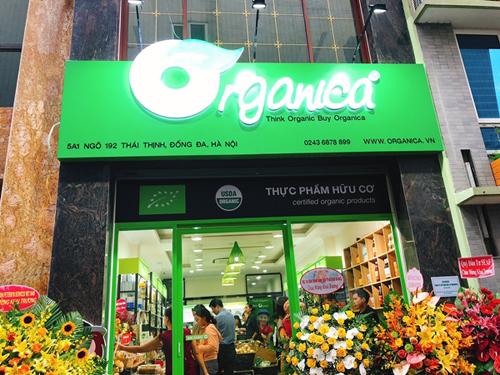 Organica
Think Organic Buy Organica
5A1 NGÕ 192 THÁI THỊNH, ĐỐNG ĐA, HÀ NỘI
0243 6878 899
WWW.ORGANICA.VN
USDA
ORGANIC
THỰC PHẨM HỮU CƠ
certified organic products